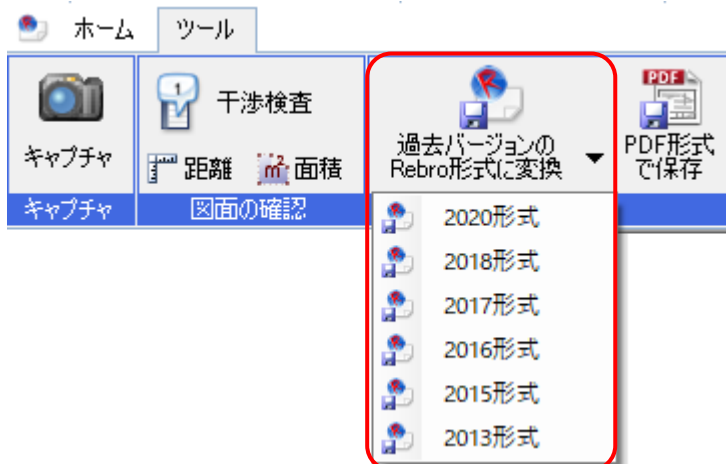 ホーム ツール
キャプチャ
1
干渉検査
距離 m² 面積
過去バージョンの
Rebro形式に変換
PDF
PDF形式
で保存
キャプチャ 図面の確認
2020形式
2018形式
2017形式
2016形式
2015形式
2013形式